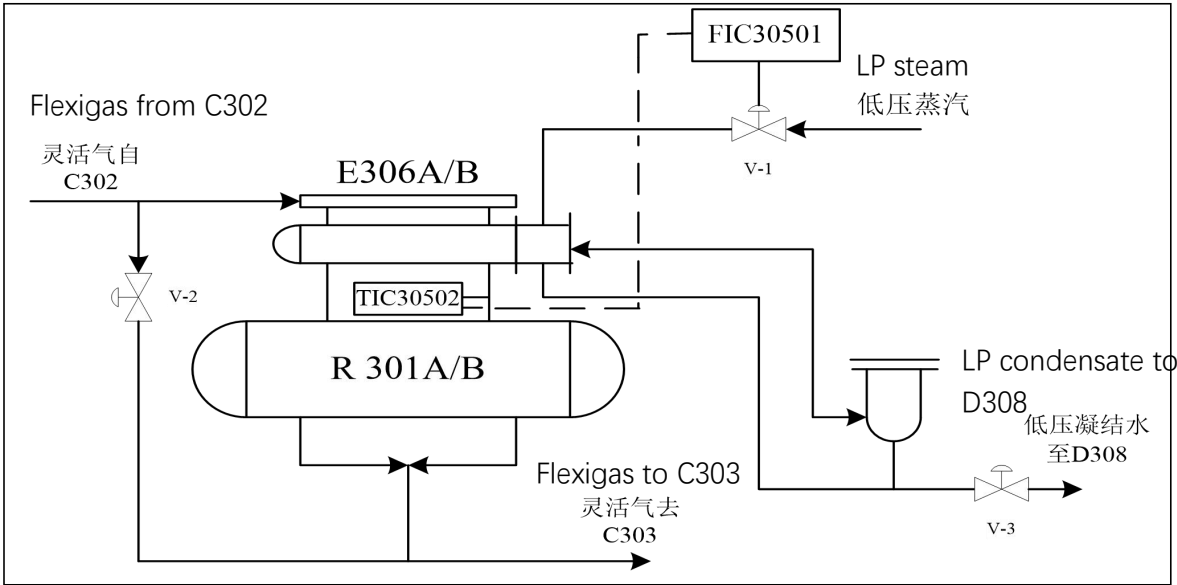 FIC30501
LP steam
低压蒸汽
V-1
Flexigas from C302
灵活气自
C302
E306A/B
V-2
TIC30502
R 301A/B
LP condensate to
D308
低压凝结水
至D308
V-3
Flexigas to C303
灵活气去
C303